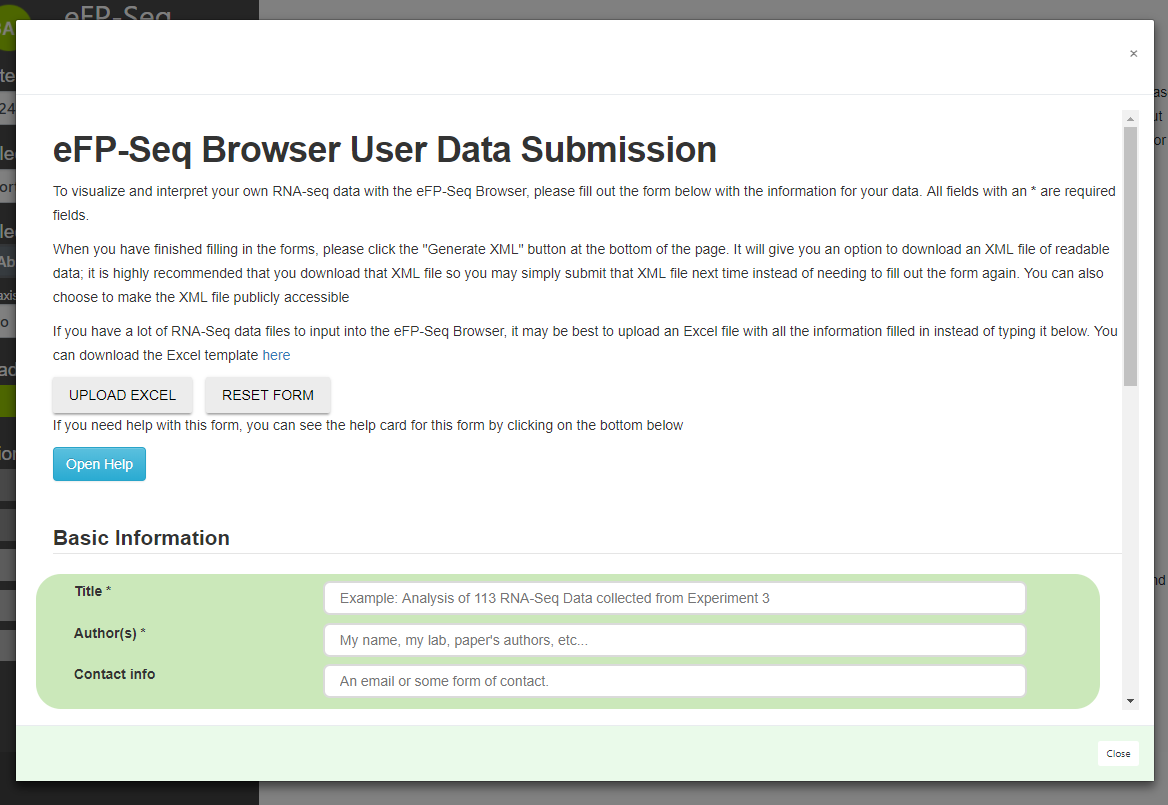 eFP-Seq
×
eFP-Seq Browser User Data Submission
To visualize and interpret your own RNA-seq data with the eFP-Seq Browser, please fill out the form below with the information for your data. All fields with an * are required
fields.
When you have finished filling in the forms, please click the "Generate XML" button at the bottom of the page. It will give you an option to download an XML file of readable
data; it is highly recommended that you download that XML file so you may simply submit that XML file next time instead of needing to fill out the form again. You can also
choose to make the XML file publicly accessible
If you have a lot of RNA-Seq data files to input into the eFP-Seq Browser, it may be best to upload an Excel file with all the information filled in instead of typing it below. You
can download the Excel template here
UPLOAD EXCEL RESET FORM
If you need help with this form, you can see the help card for this form by clicking on the bottom below
Open Help
Basic Information
Title * Example: Analysis of 113 RNA-Seq Data collected from Experiment 3
Author(s) * My name, my lab, paper's authors, etc...
Contact info An email or some form of contact.
Close